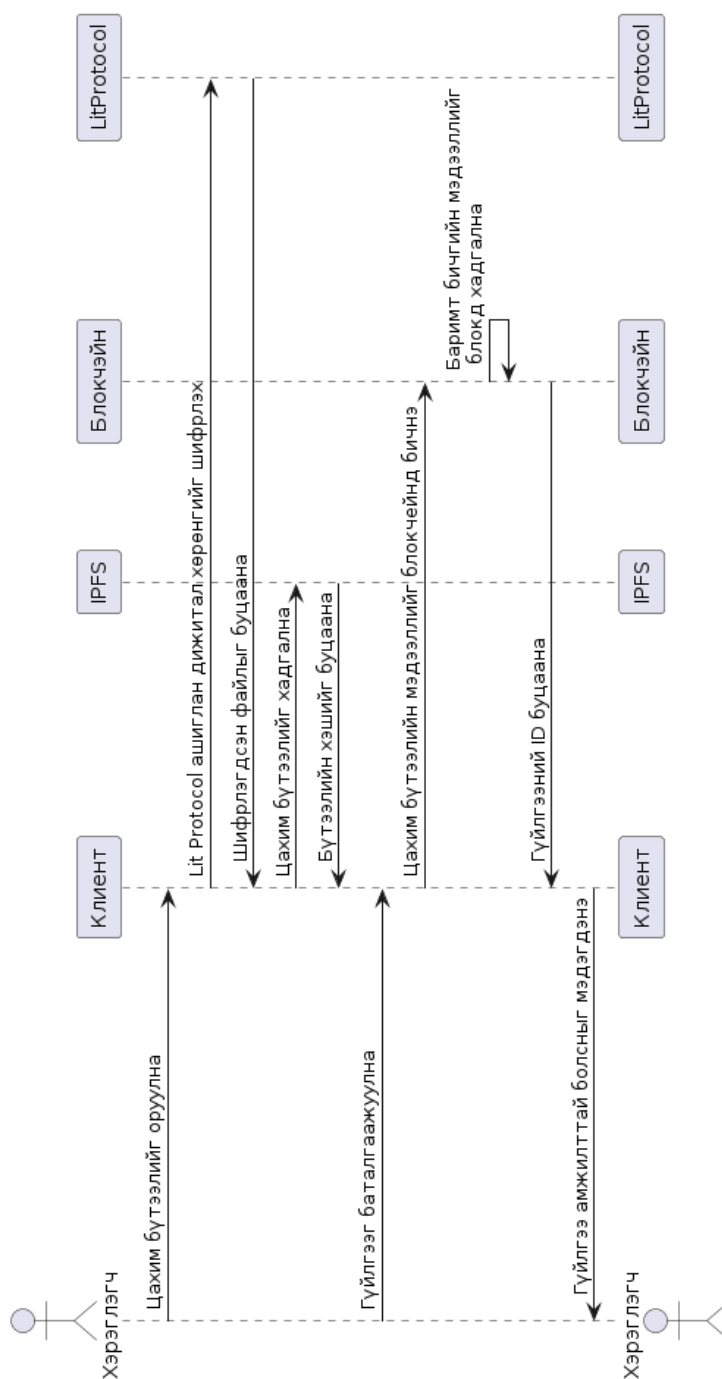 Хэрэглэгч
Клиент
IPFS
Блокчэйн
LitProtocol
Цахим бүтээлийг оруулна
Lit Protocol ашиглан дижитал хөрөнгийг шифрлэх
Шифрлэгдсэн файлыг буцаана
Цахим бүтээлийг хадгална
Бүтээлийн хэшийг буцаана
Гүйлгээг баталгаажуулна
Цахим бүтээлийн мэдээллийг блокчейнд бичнэ
Баримт бичгийн мэдээллийг
блокд хадгална
Гүйлгээний ID буцаана
Гүйлгээ амжилттай болсныг мэдэгдэнэ
Хэрэглэгч
Клиент
IPFS
Блокчэйн
LitProtocol